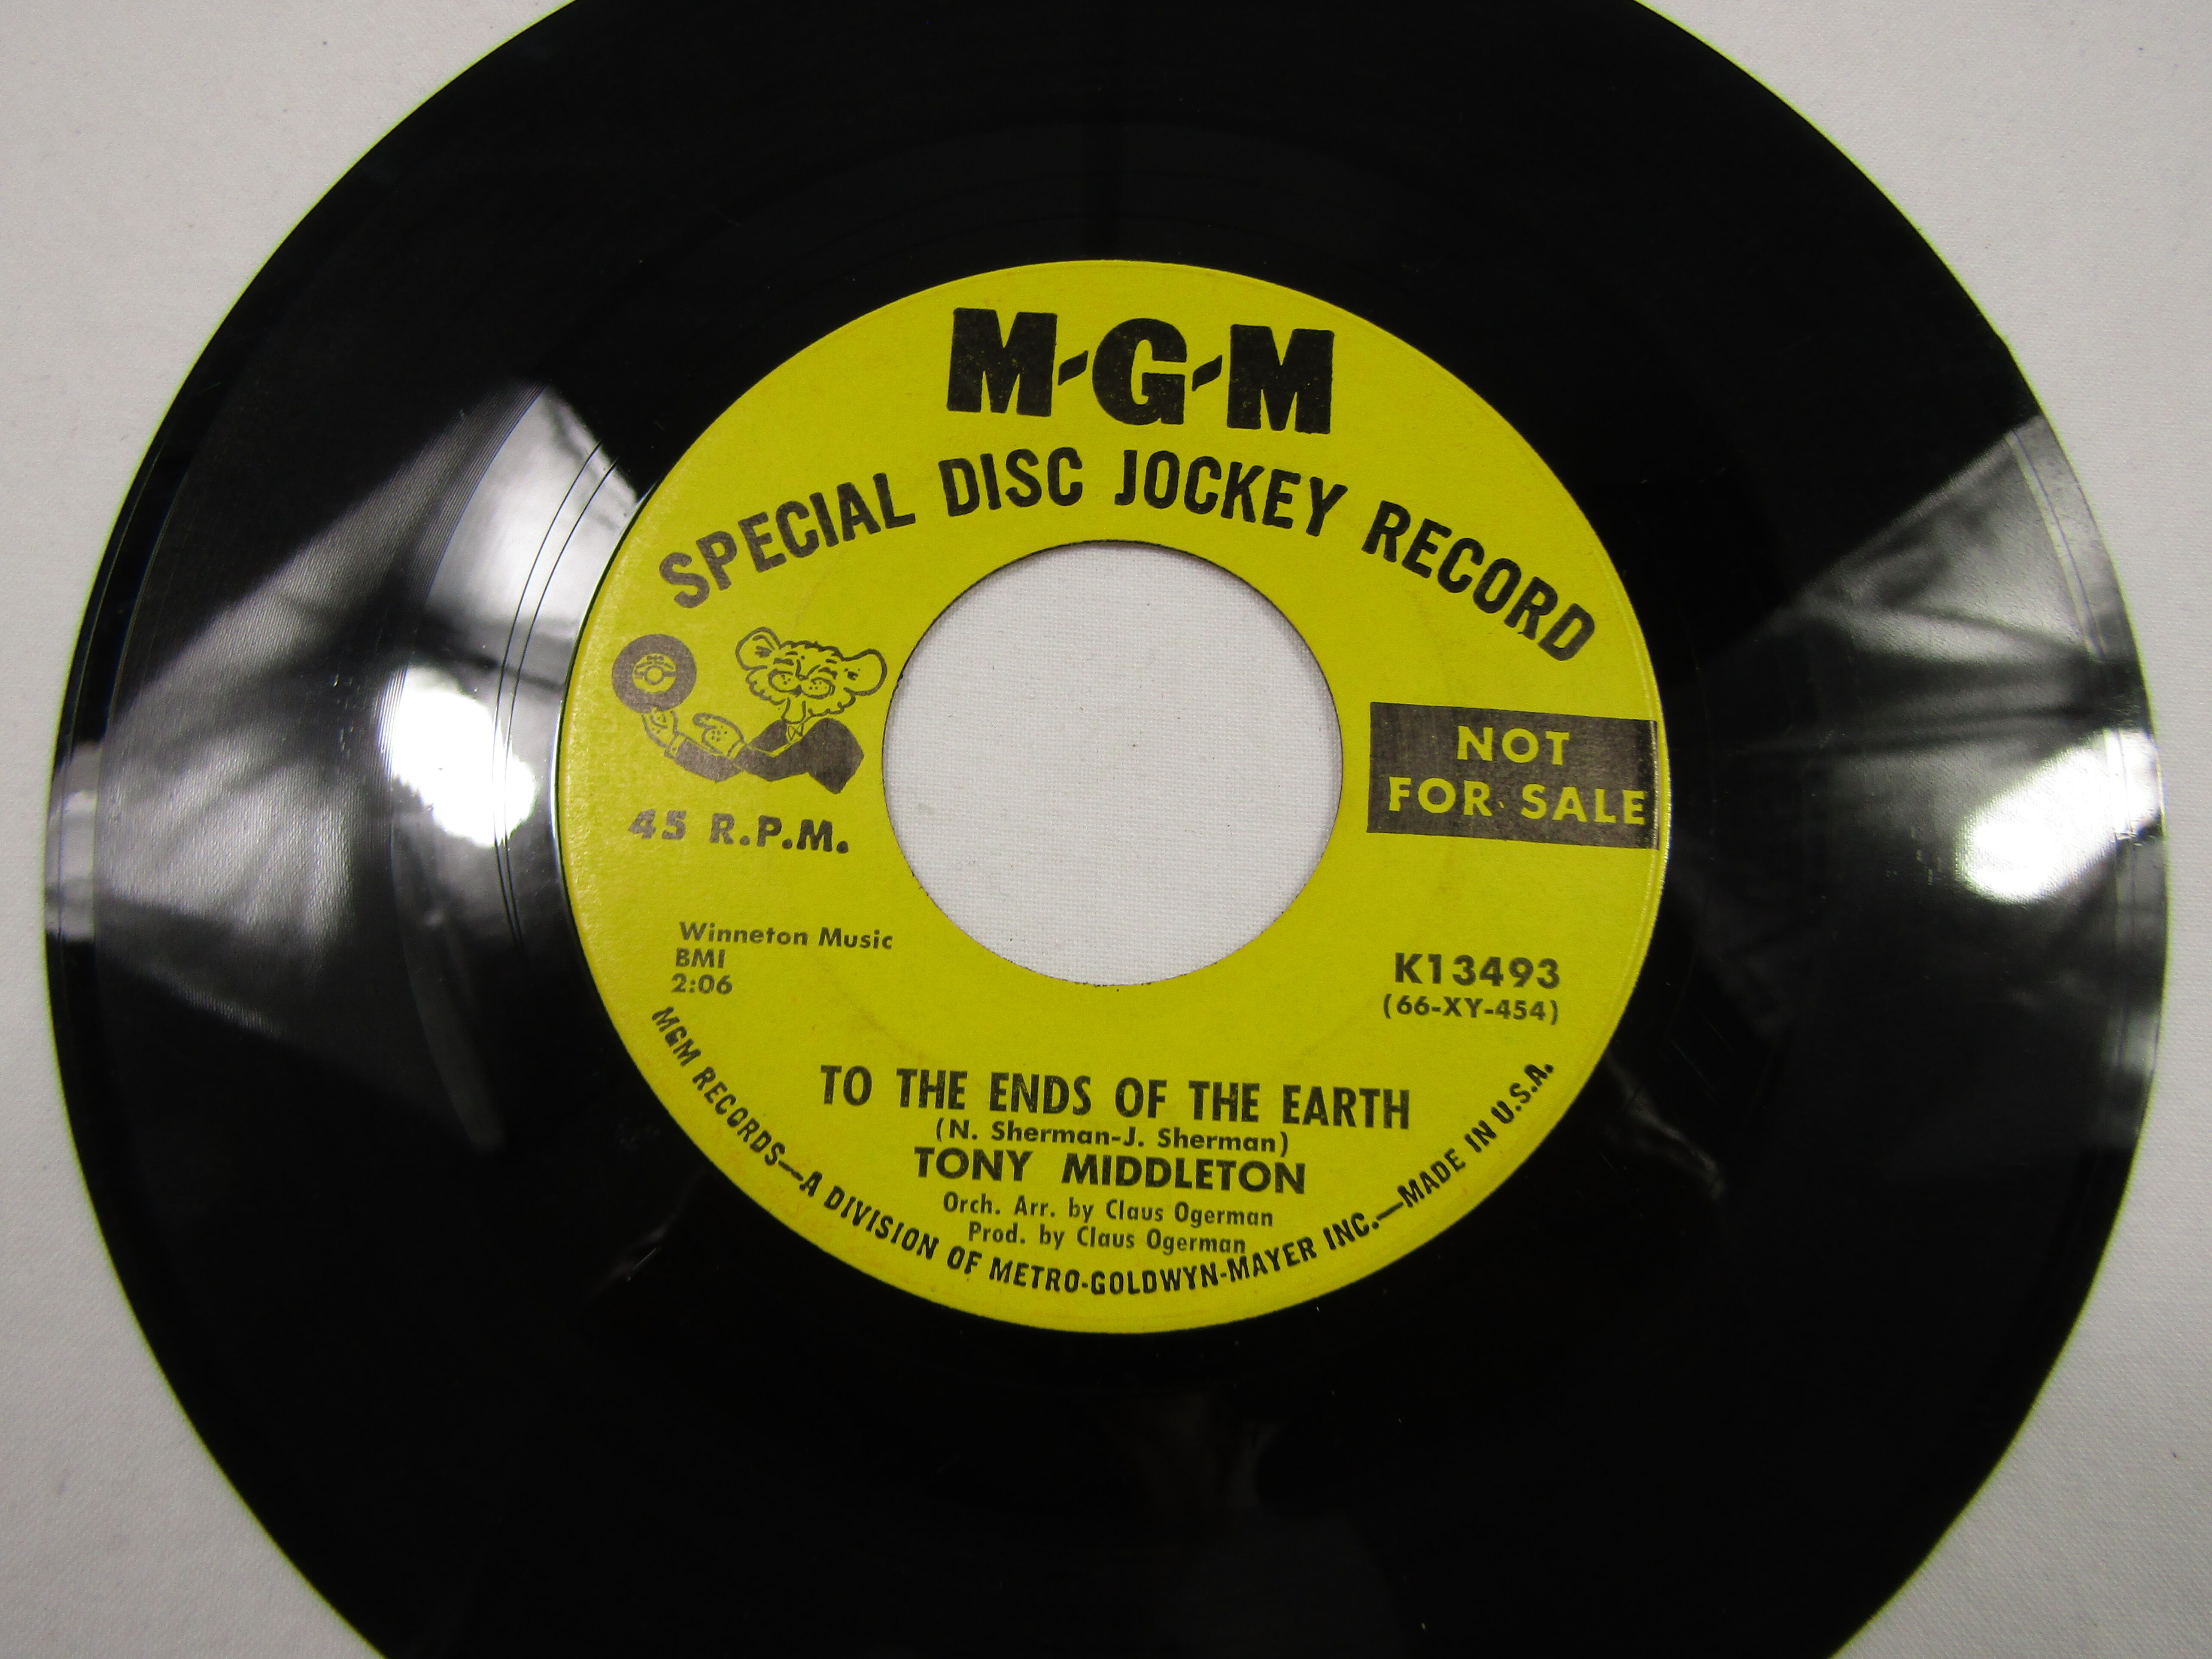 M-G-M
SPECIAL DISC JOCKEY RECORD
NOT
FOR SALE
45 R.P.M.
Winneton Music
BMI
2:06
K13493
(66-XY-454)
TO THE ENDS OF THE EARTH
(N. Sherman-J. Sherman)
TONY MIDDLETON
Orch. Arr. by Claus Ogerman
Prod. by Claus Ogerman
MGM RECORDS—A DIVISION OF METRO-GOLDWYN-MAYER INC.—MADE IN U.S.A.